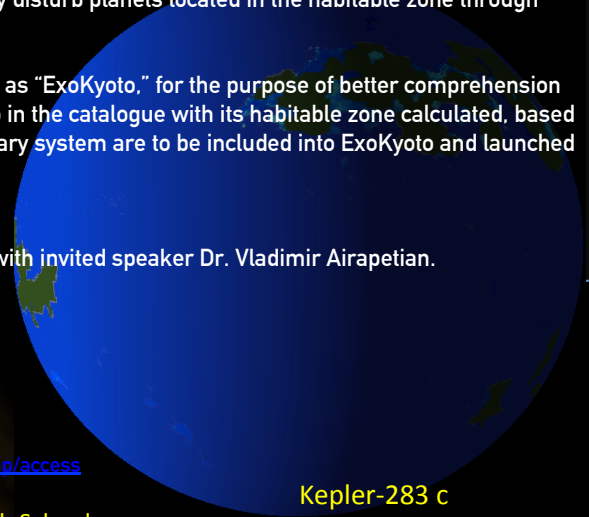 disturb planets located in the habitable zone through
as “ExoKyoto,” for the purpose of better comprehension
in the catalogue with its habitable zone calculated, based
ary system are to be included into ExoKyoto and launched
with invited speaker Dr. Vladimir Airapetian.
/access
Kepler-283 c